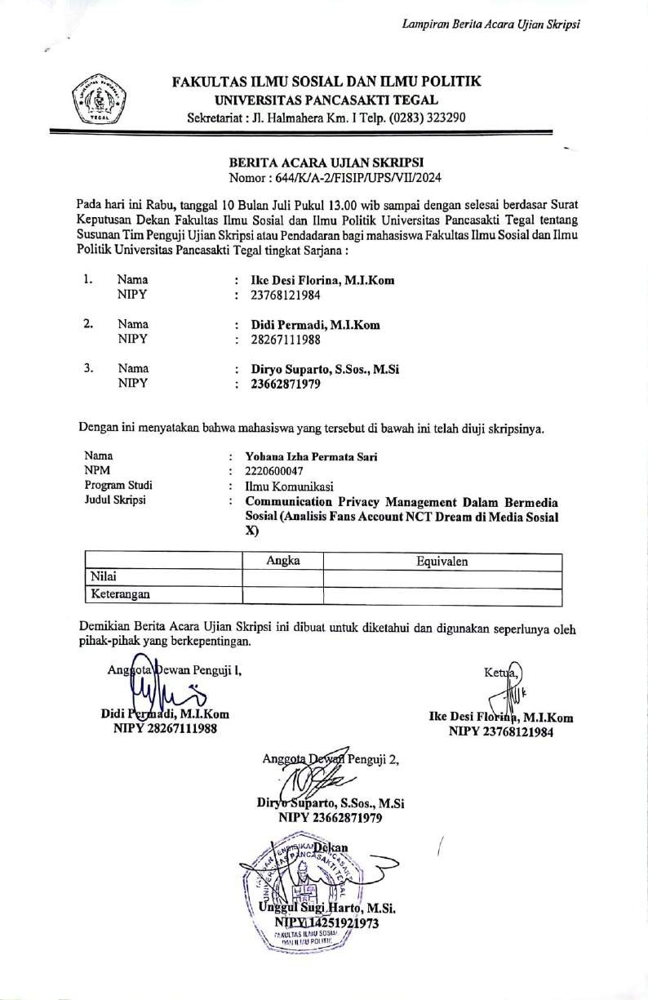 Lampiran Berita Acara Ujian Skripsi
FAKULTAS ILMU SOSIAL DAN ILMU POLITIK
UNIVERSITAS PANCASAKTI TEGAL
Sekretariat : Jl. Halmahera Km. I Telp. (0283) 323290
UNIVERSITAS PANCASAKTI
TEGAL
BERITA ACARA UJIAN SKRIPSI
Nomor : 644/K/A-2/FISIP/UPS/VII/2024
Pada hari ini Rabu, tanggal 10 Bulan Juli Pukul 13.00 wib sampai dengan selesai berdasar Surat
Keputusan Dekan Fakultas Ilmu Sosial dan Ilmu Politik Universitas Pancasakti Tegal tentang
Susunan Tim Penguji Ujian Skripsi atau Pendadaran bagi mahasiswa Fakultas Ilmu Sosial dan Ilmu
Politik Universitas Pancasakti Tegal tingkat Sarjana :
1. Nama : Ike Desi Florina, M.I.Kom
NIPY : 23768121984
2. Nama : Didi Permadi, M.I.Kom
NIPY : 28267111988
3. Nama : Diryo Suparto, S.Sos., M.Si
NIPY : 23662871979
Dengan ini menyatakan bahwa mahasiswa yang tersebut di bawah ini telah diuji skripsinya.
Nama : Yohana Izha Permata Sari
NPM : 2220600047
Program Studi : Ilmu Komunikasi
Judul Skripsi : Communication Privacy Management Dalam Bermedia
Sosial (Analisis Fans Account NCT Dream di Media Sosial
X)
Angka Equivalen
Nilai
Keterangan
Demikian Berita Acara Ujian Skripsi ini dibuat untuk diketahui dan digunakan seperlunya oleh
pihak-pihak yang berkepentingan.
Anggota Dewan Penguji 1,
Didi Permadi, M.I.Kom
NIPY 28267111988
Ketua,
Ike Desi Florina, M.I.Kom
NIPY 23768121984
Anggota Dewan Penguji 2,
Diryo Suparto, S.Sos., M.Si
NIPY 23662871979
Dekan
UNIVERSITAS PANCASAKTI TEGAL
Unggul Sugi Harto, M.Si.
NIPY 14251921973
FAKULTAS ILMU SOSIAL
DAN ILMU POLITIK